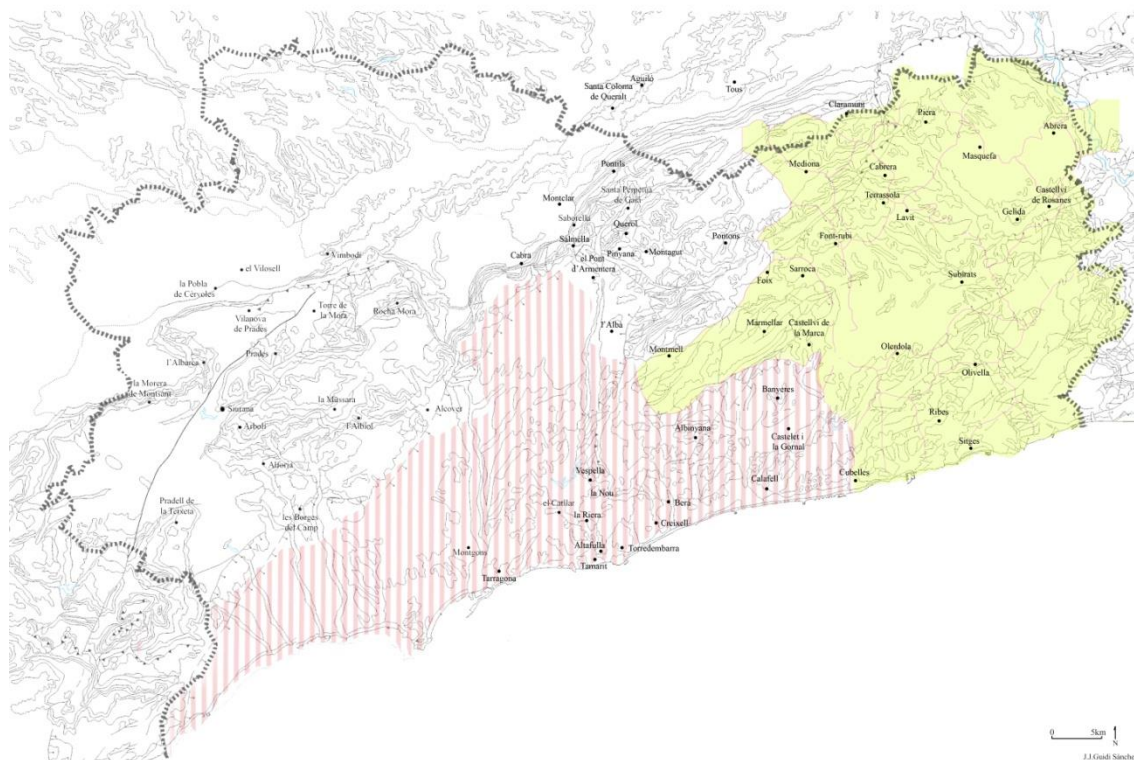 Aguiló
Santa Coloma
de Queralt
Tous
Claramunt
Piera
Abrera
Masquefa
Pontils
Mediona
Cabrera
Santa Perpètua
de Gaià
Montclar
Terrassola
Lavit
Castellví
de Rosanes
Gelida
Saburella
Querol
Selmella
Pinyana
Montagut
Pontons
Font-rubí
Vimbodí
Cabra
el Pont
d'Armentera
el Vilosell
Foix
Sarroca
Subirats
la Pobla
de Cérvoles
Vilanova
de Prades
Torre de
la Mora
Rocha Mora
l'Albà
Marmellar
Castellví de
la Marca
Prades
l'Albarca
Montmell
Olèrdola
Olivella
la Morera
de Montsant
Siurana
la Mussara
l'Albiol
Alcover
Banyeres
Arbolí
Albinyana
Castelet i
la Gornal
Ribes
Sitges
Alforja
Vespella
la Nou
Calafell
Cubelles
Pradell de
la Teixeta
les Borges
del Camp
el Catllar
la Riera
Berà
Creixell
Montgons
Altafulla
Torredembarra
Tamarit
Tarragona
0 5km
N
J.J.Guidi Sánche